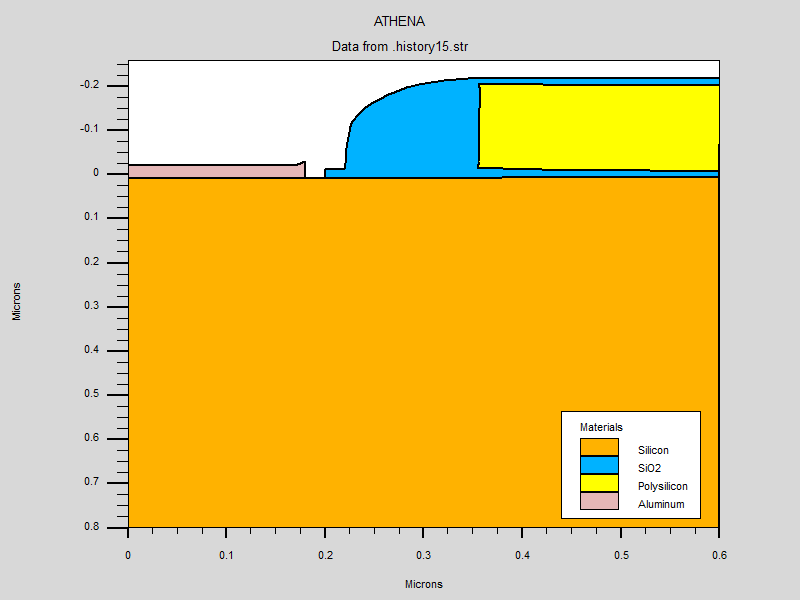 ATHENA
Data from .history15.str
-0.2
-0.1
0
0.1
0.2
0.3
0.4
0.5
0.6
0.7
0.8
Microns
0 0.1 0.2 0.3 0.4 0.5 0.6
Microns
Materials
Silicon
SiO2
Polysilicon
Aluminum